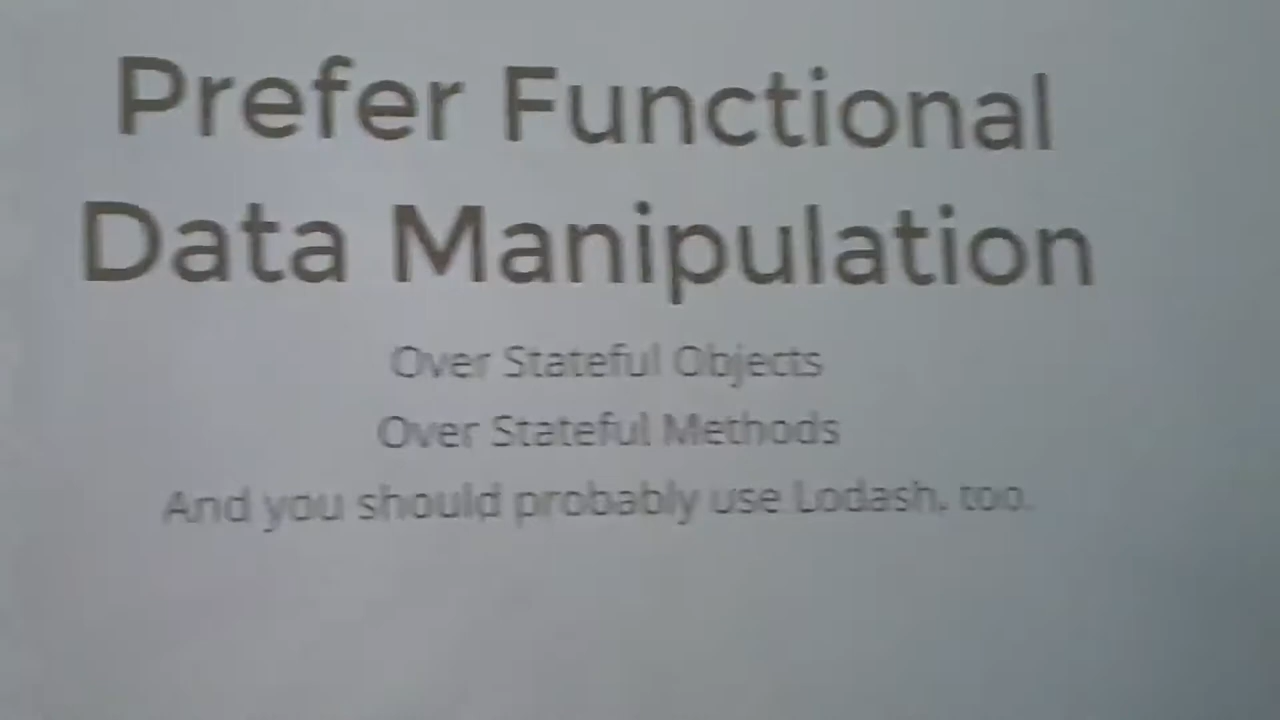 Prefer Functional
Data Manipulation
Over Stateful Objects
Over Stateful Methods
And you should probably use Lodash, too.